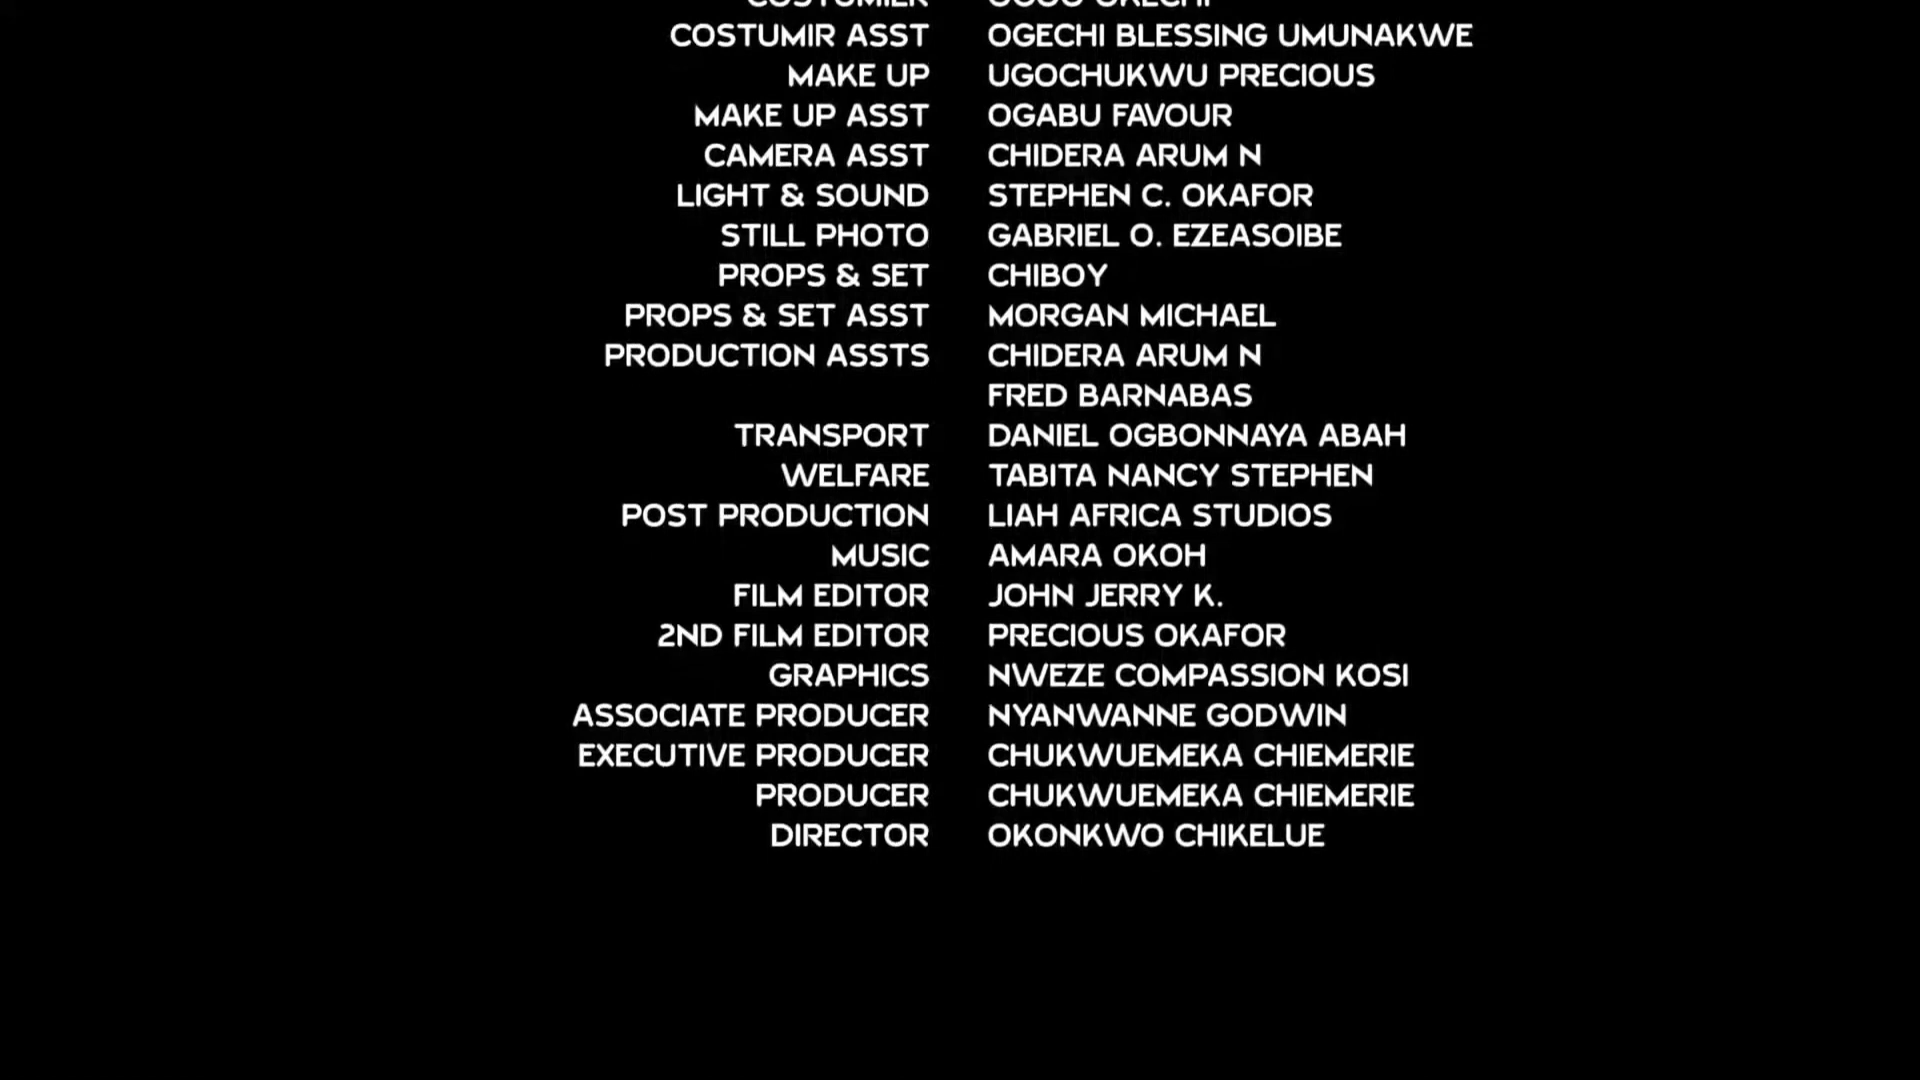 COSTUMIER
COSTUMIR ASST OGECHI BLESSING UMUNAKWE
MAKE UP UGOCHUKWU PRECIOUS
MAKE UP ASST OGABU FAVOUR
CAMERA ASST CHIDERA ARUM N
LIGHT & SOUND STEPHEN C. OKAFOR
STILL PHOTO GABRIEL O. EZEASOIBE
PROPS & SET CHIBOY
PROPS & SET ASST MORGAN MICHAEL
PRODUCTION ASSTS CHIDERA ARUM N
FRED BARNABAS
TRANSPORT DANIEL OGBONNAYA ABAH
WELFARE TABITA NANCY STEPHEN
POST PRODUCTION LIAH AFRICA STUDIOS
MUSIC AMARA OKOH
FILM EDITOR JOHN JERRY K.
2ND FILM EDITOR PRECIOUS OKAFOR
GRAPHICS NWEZE COMPASSION KOSI
ASSOCIATE PRODUCER NYANWANNE GODWIN
EXECUTIVE PRODUCER CHUKWUEMEKA CHIEMERIE
PRODUCER CHUKWUEMEKA CHIEMERIE
DIRECTOR OKONKWO CHIKELUE